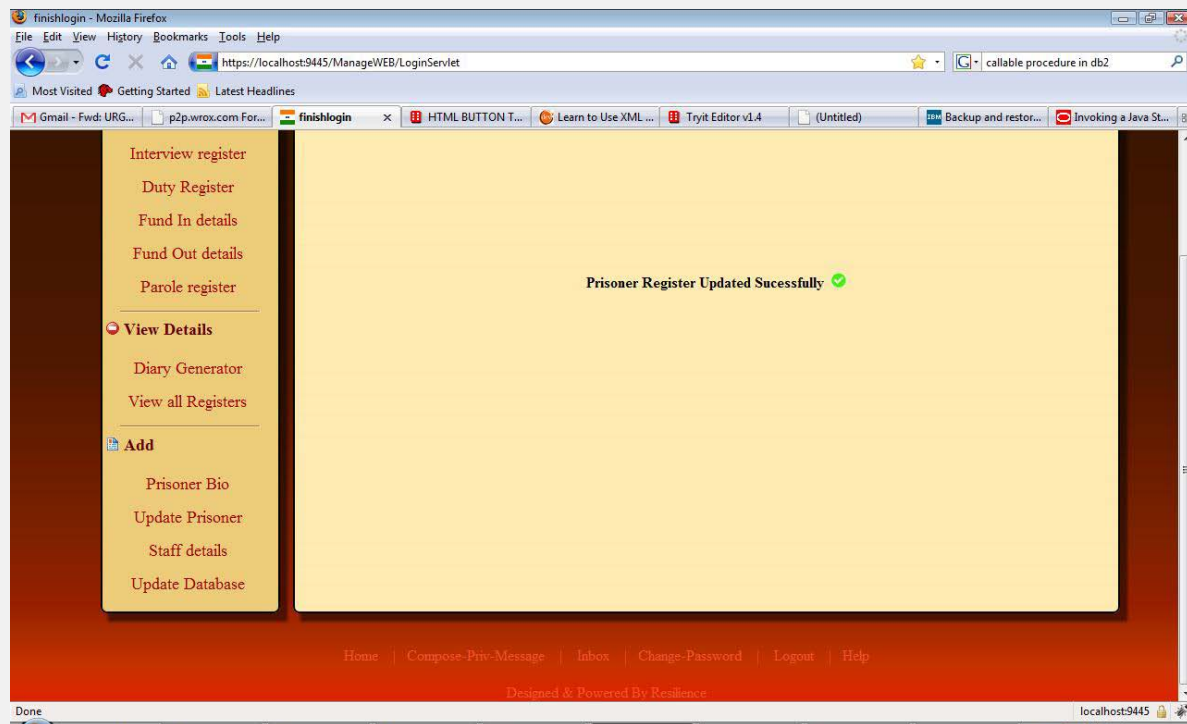 finishlogin - Mozilla Firefox
File Edit View History Bookmarks Tools Help
https://localhost:9445/ManageWEB/LoginServlet
callable procedure in db2
Most Visited Getting Started Latest Headlines
Gmail - Fwd: URG... p2p.wrox.com For... finishlogin HTML BUTTON T... Learn to Use XML ... Tryit Editor v1.4 (Untitled) Backup and restor... Invoking a Java St...
Interview register
Duty Register
Fund In details
Fund Out details
Parole register
View Details
Diary Generator
View all Registers
Add
Prisoner Bio
Update Prisoner
Staff details
Update Database
Prisoner Register Updated Sucessfully
Home | Compose-Priv-Message | Inbox | Change-Password | Logout | Help
Designed & Powered By Resilience
Done
localhost:9445